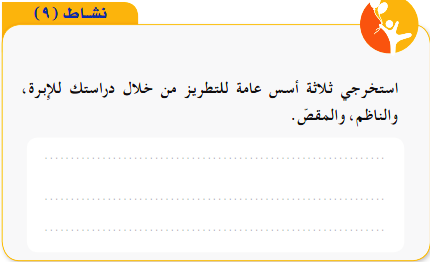 نشاط (٩)
استخرجي ثلاثة أسس عامة للتطريز من خلال دراستك للإبرة،
والناظم، والمقصّ.